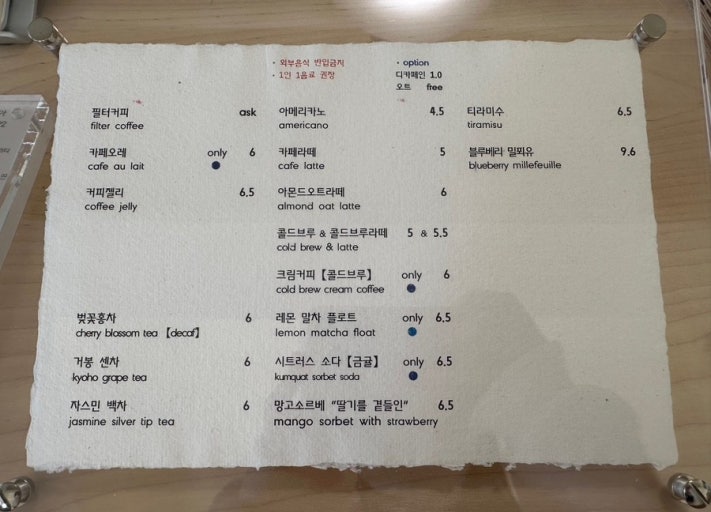 · 외부음식 반입금지
· 1인 1음료 권장
· option
디카페인 1.0
오트 free
필터커피 ask
filter coffee
카페오레 only 6
cafe au lait
커피젤리 6.5
coffee jelly
벚꽃홍차 6
cherry blossom tea 【decaf】
거봉 센차 6
kyoho grape tea
자스민 백차 6
jasmine silver tip tea
아메리카노 4.5
americano
카페라떼 5
cafe latte
아몬드오트라떼 6
almond oat latte
콜드브루 & 콜드브루라떼 5 & 5.5
cold brew & latte
크림커피【콜드브루】 only 6
cold brew cream coffee
레몬 말차 플로트 only 6.5
lemon matcha float
시트러스 소다【금귤】 only 6.5
kumquat sorbet soda
망고소르베 "딸기를 곁들인" 6.5
mango sorbet with strawberry
티라미수 6.5
tiramisu
블루베리 밀푀유 9.6
blueberry millefeuille